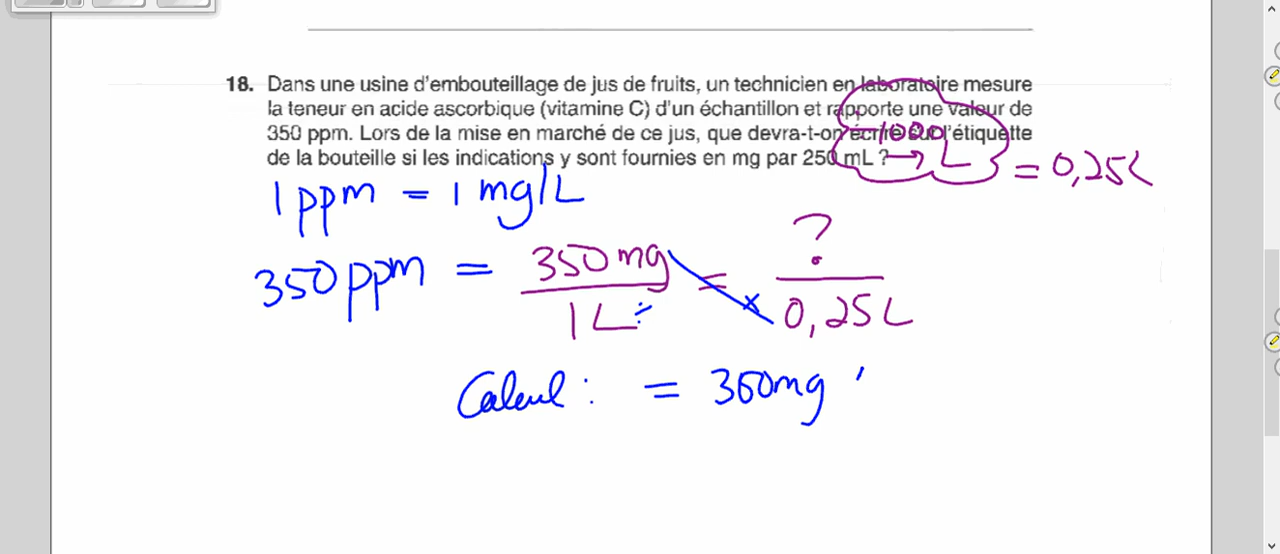 18. Dans une usine d'embouteillage de jus de fruits, un technicien en laboratoire mesure
la teneur en acide ascorbique (vitamine C) d'un échantillon et rapporte une valeur de
350 ppm. Lors de la mise en marché de ce jus, que devra-t-on écrire sur l'étiquette
de la bouteille si les indications y sont fournies en mg par 250 mL ?
÷1000
→ L = 0,25L
1 ppm = 1 mg/L
350 ppm = 350 mg / 1 L ÷ = ? / × 0,25 L
Calcul : = 350mg